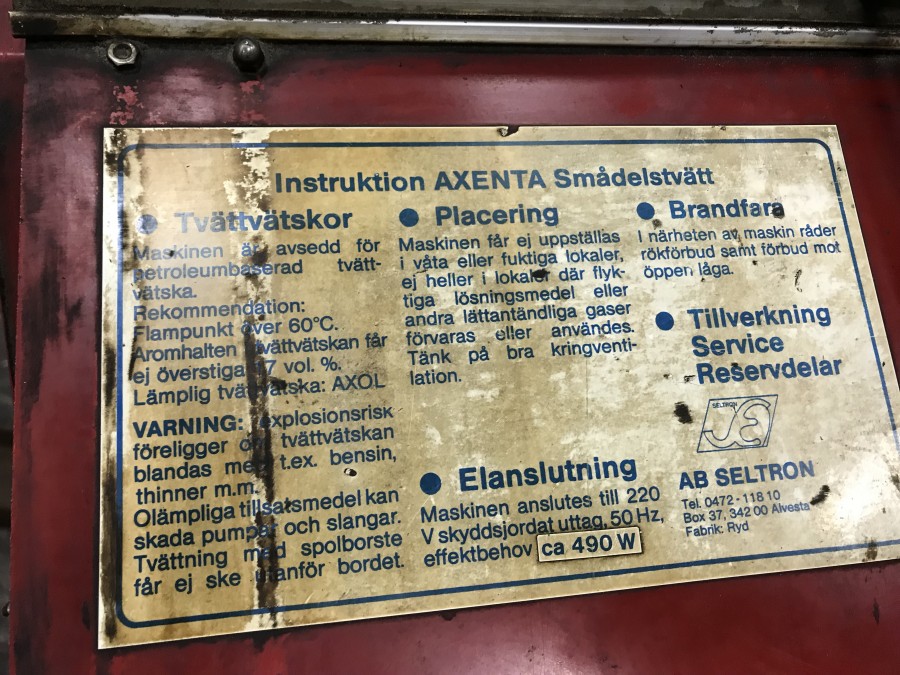 Instruktion AXENTA Smådelstvätt
Tvättvätskor
Maskinen är avsedd för
petroleumbaserad tvätt-
vätska.
Rekommendation:
Flampunkt över 60°C.
Aromhalten tvättvätskan får
ej överstiga 7 vol. %.
Lämplig tvättvätska: AXOL
VARNING: explosionsrisk
föreligger om tvättvätskan
blandas med t.ex. bensin,
thinner m.m.
Olämpliga tillsatsmedel kan
skada pumpar och slangar.
Tvättning med spolborste
får ej ske utanför bordet.
Placering
Maskinen får ej uppställas
i våta eller fuktiga lokaler,
ej heller i lokaler där flyk-
tiga lösningsmedel eller
andra lättantändliga gaser
förvaras eller användes.
Tänk på bra kringventi-
lation.
Elanslutning
Maskinen anslutes till 220
V skyddsjordat uttag, 50 Hz,
effektbehov ca 490 W
Brandfara
I närheten av maskin råder
rökförbud samt förbud mot
öppen låga.
Tillverkning
Service
Reservdelar
SELTRON
AB SELTRON
Tel. 0472-118 10
Box 37, 342 00 Alvesta
Fabrik: Ryd